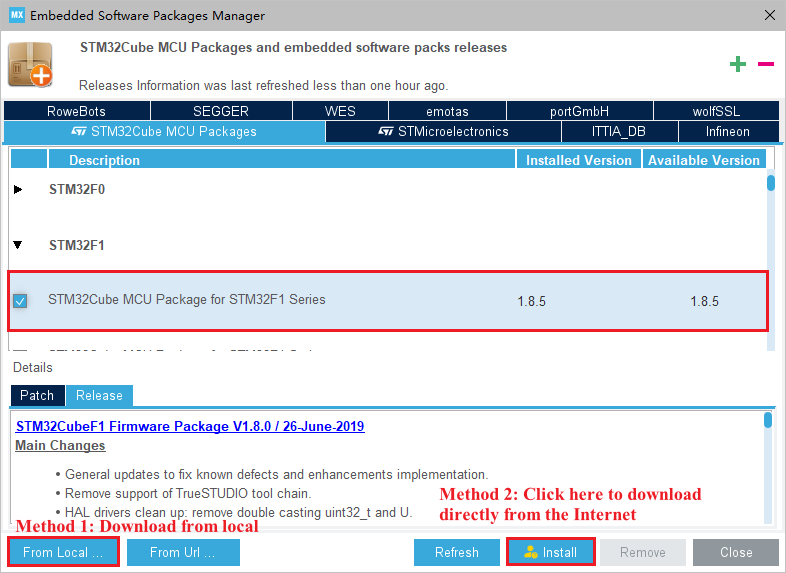 MX Embedded Software Packages Manager
STM32Cube MCU Packages and embedded software packs releases
Releases Information was last refreshed less than one hour ago.
RoweBots SEGGER WES emotas portGmbH wolfSSL
STM32Cube MCU Packages STMicroelectronics ITTIA_DB Infineon
Description Installed Version Available Version
STM32F0
STM32F1
STM32Cube MCU Package for STM32F1 Series 1.8.5 1.8.5
Details
Patch Release
STM32CubeF1 Firmware Package V1.8.0 / 26-June-2019
Main Changes
• General updates to fix known defects and enhancements implementation.
• Remove support of TrueSTUDIO tool chain.
• HAL drivers clean up: remove double casting uint32_t and U.
Method 2: Click here to download
directly from the Internet
Method 1: Download from local
From Local ... From Url ... Refresh Install Remove Close